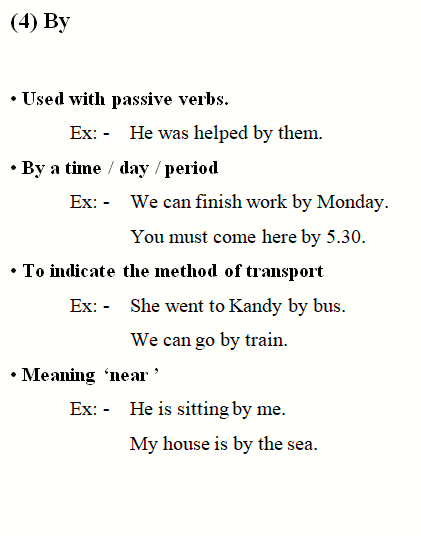 (4) By
• Used with passive verbs.
Ex: - He was helped by them.
• By a time / day / period
Ex: - We can finish work by Monday.
You must come here by 5.30.
• To indicate the method of transport
Ex: - She went to Kandy by bus.
We can go by train.
• Meaning ‘near ’
Ex: - He is sitting by me.
My house is by the sea.